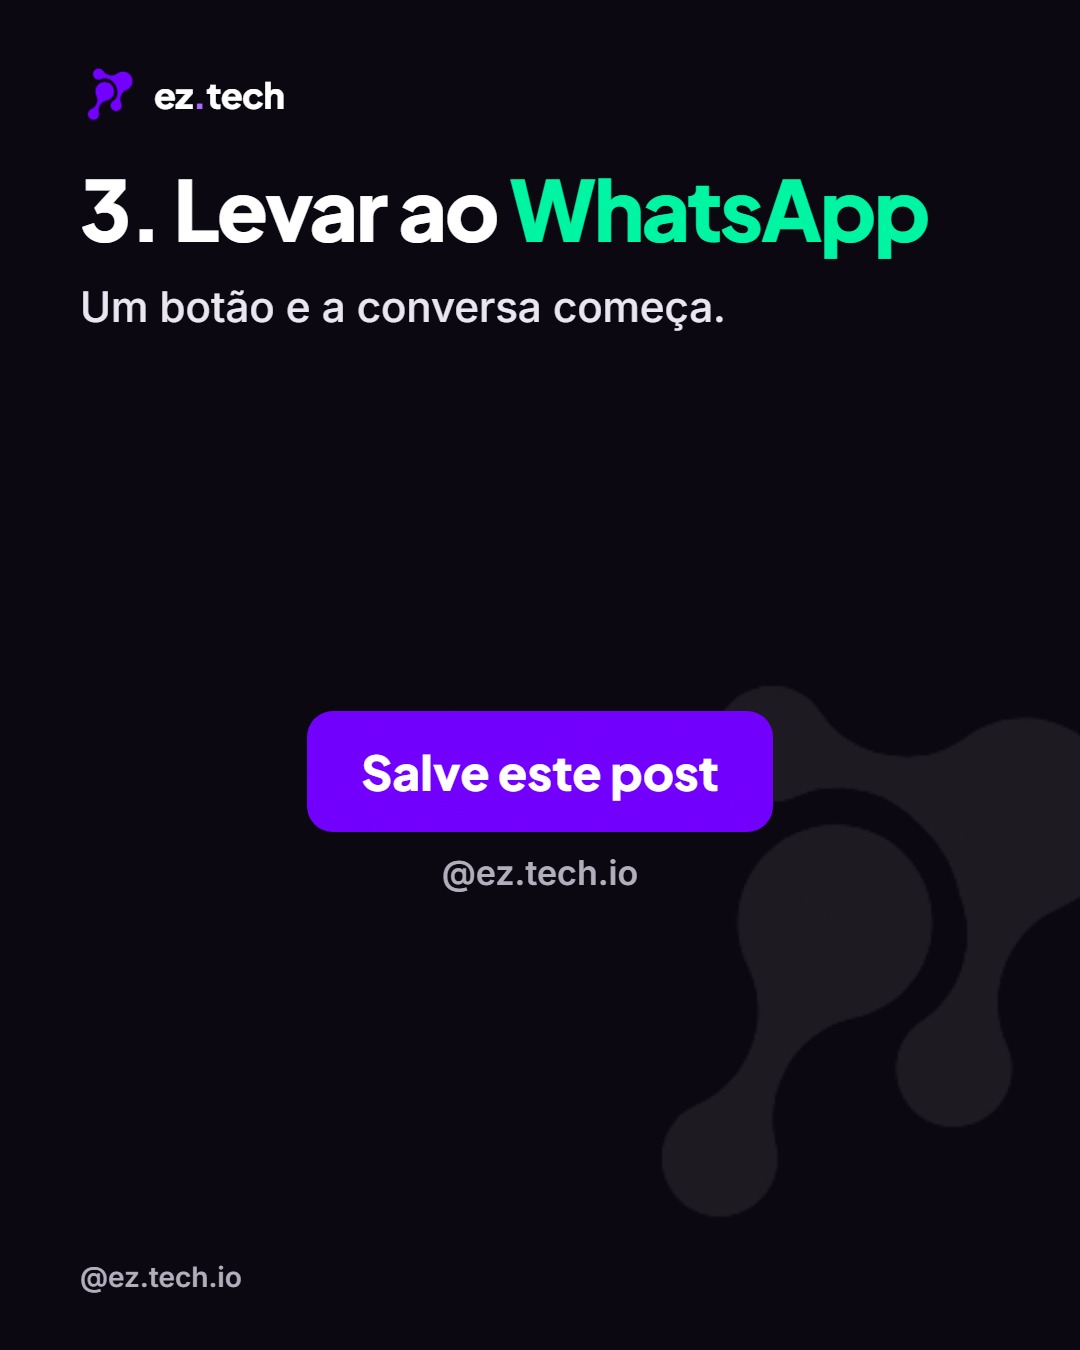 ez.tech
3. Levar ao WhatsApp
Um botão e a conversa começa.
Salve este post
@ez.tech.io
@ez.tech.io